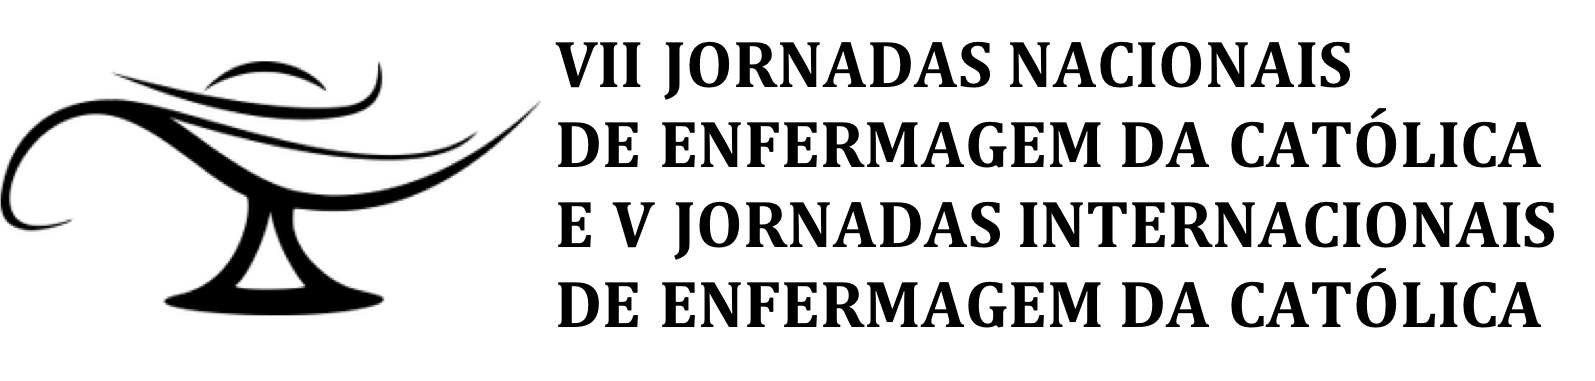 VII JORNADAS NACIONAIS
DE ENFERMAGEM DA CATÓLICA
E V JORNADAS INTERNACIONAIS
DE ENFERMAGEM DA CATÓLICA